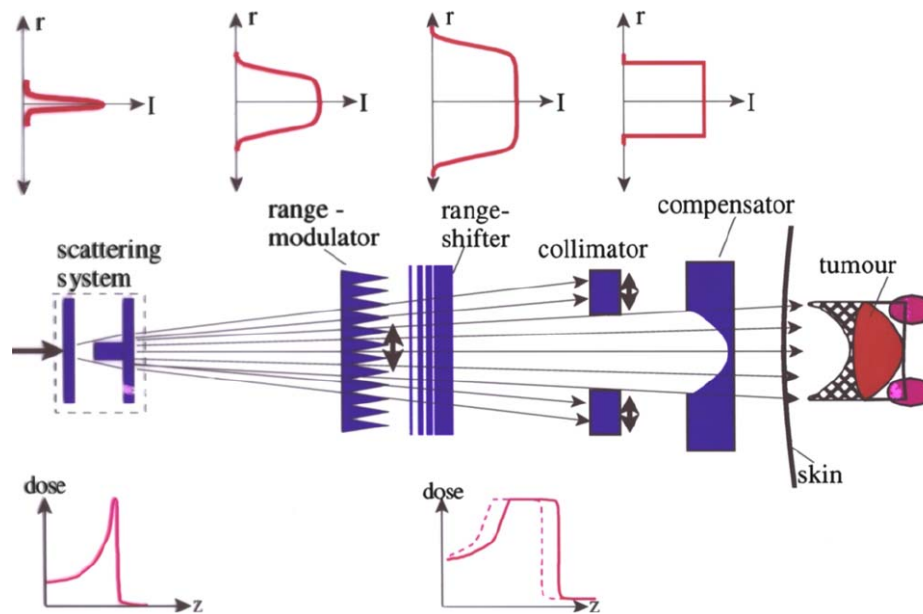 r
r
r
r
I
I
I
I
range -
modulator
range-
shifter
compensator
scattering
system
collimator
tumour
skin
dose
z
dose
z